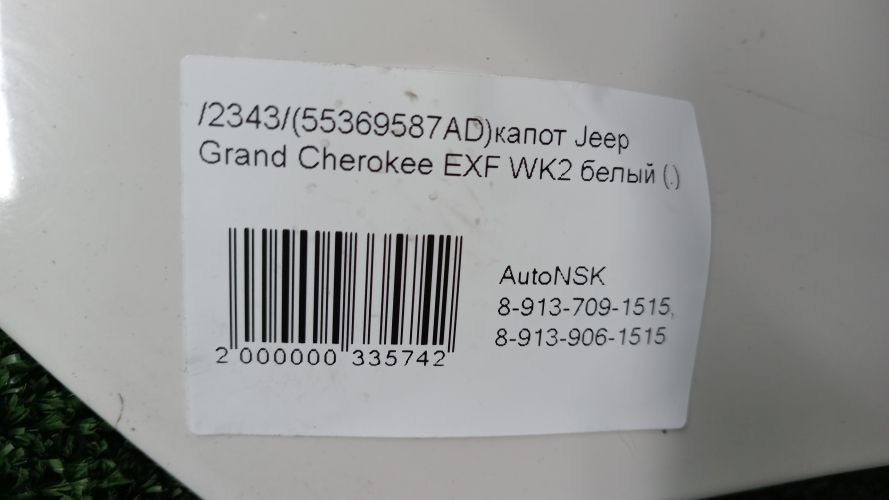 /2343/(55369587AD)капот Jeep
Grand Cherokee EXF WK2 белый (.)
AutoNSK
8-913-709-1515,
8-913-906-1515
2 000000 335742